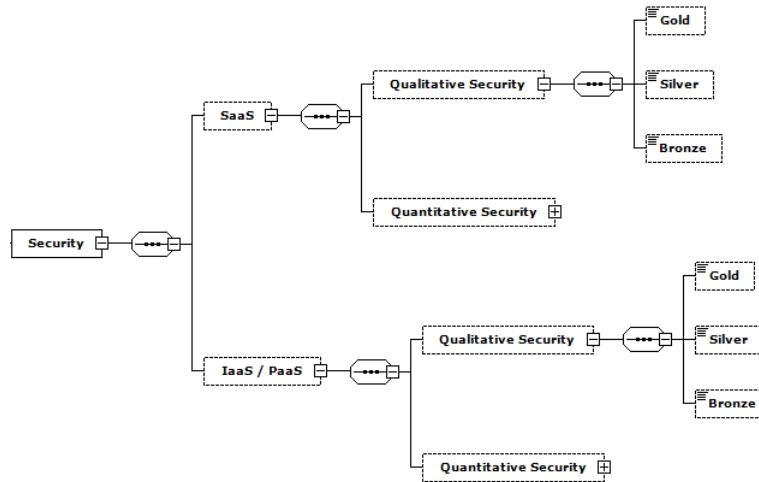 Gold
Qualitative Security
Silver
SaaS
Bronze
Quantitative Security
Security
Gold
Qualitative Security
Silver
IaaS / PaaS
Bronze
Quantitative Security